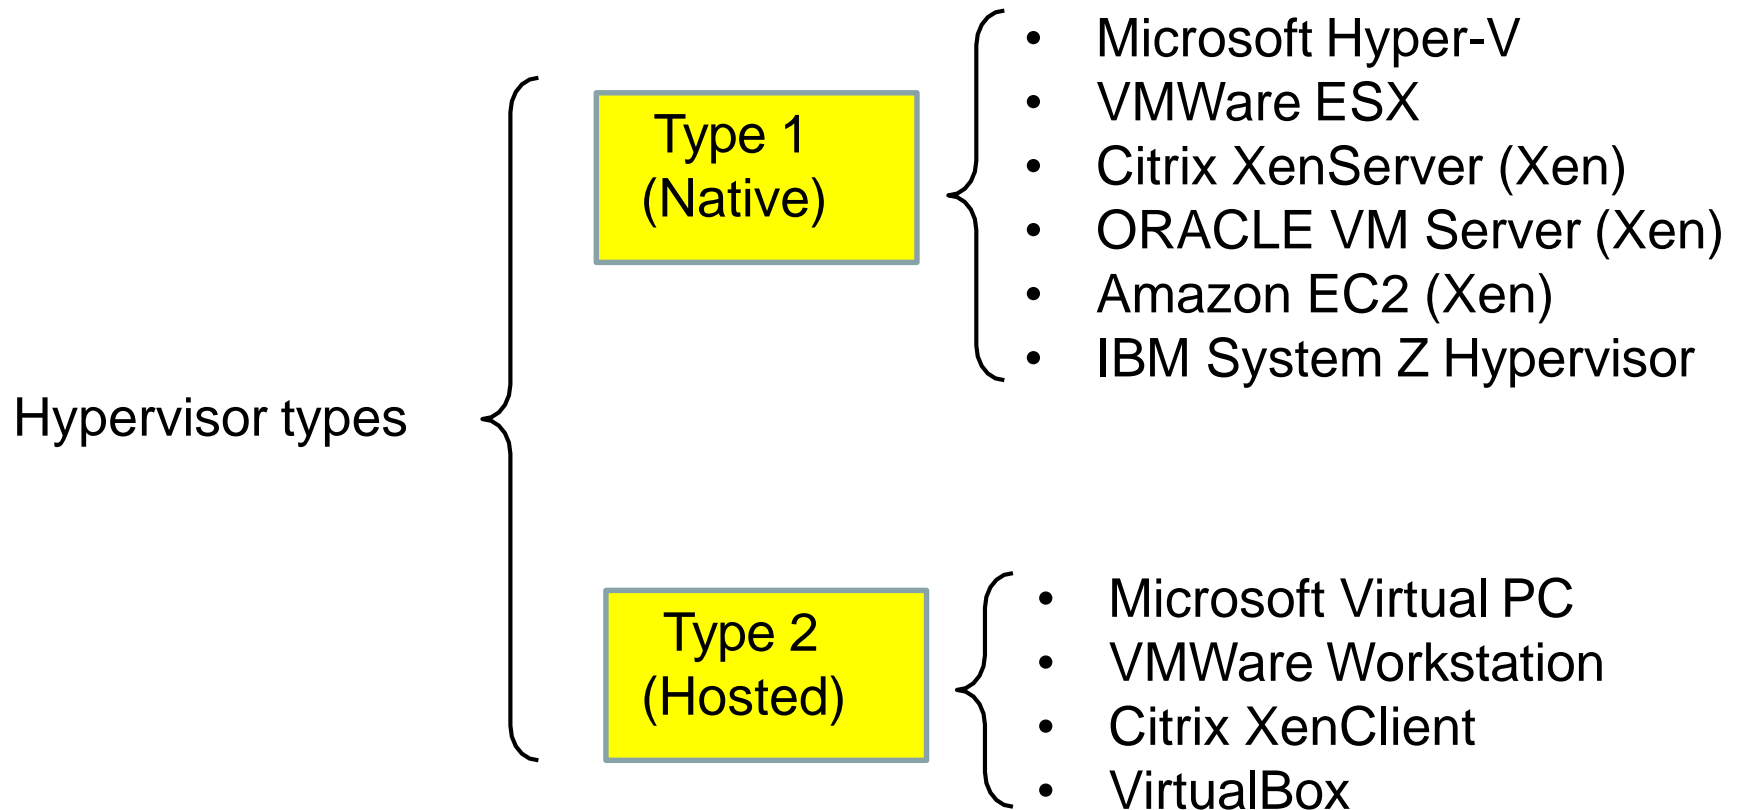 Hypervisor types
Type 1
(Native)
• Microsoft Hyper-V
• VMWare ESX
• Citrix XenServer (Xen)
• ORACLE VM Server (Xen)
• Amazon EC2 (Xen)
• IBM System Z Hypervisor
Type 2
(Hosted)
• Microsoft Virtual PC
• VMWare Workstation
• Citrix XenClient
• VirtualBox